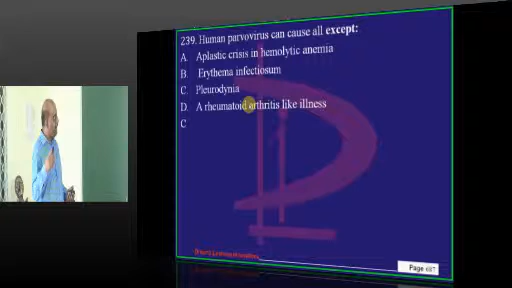 239. Human parvovirus can cause all except:
A. Aplastic crisis in hemolytic anemia
B. Erythema infectiosum
C. Pleurodynia
D. A rheumatoid arthritis like illness
C
Page